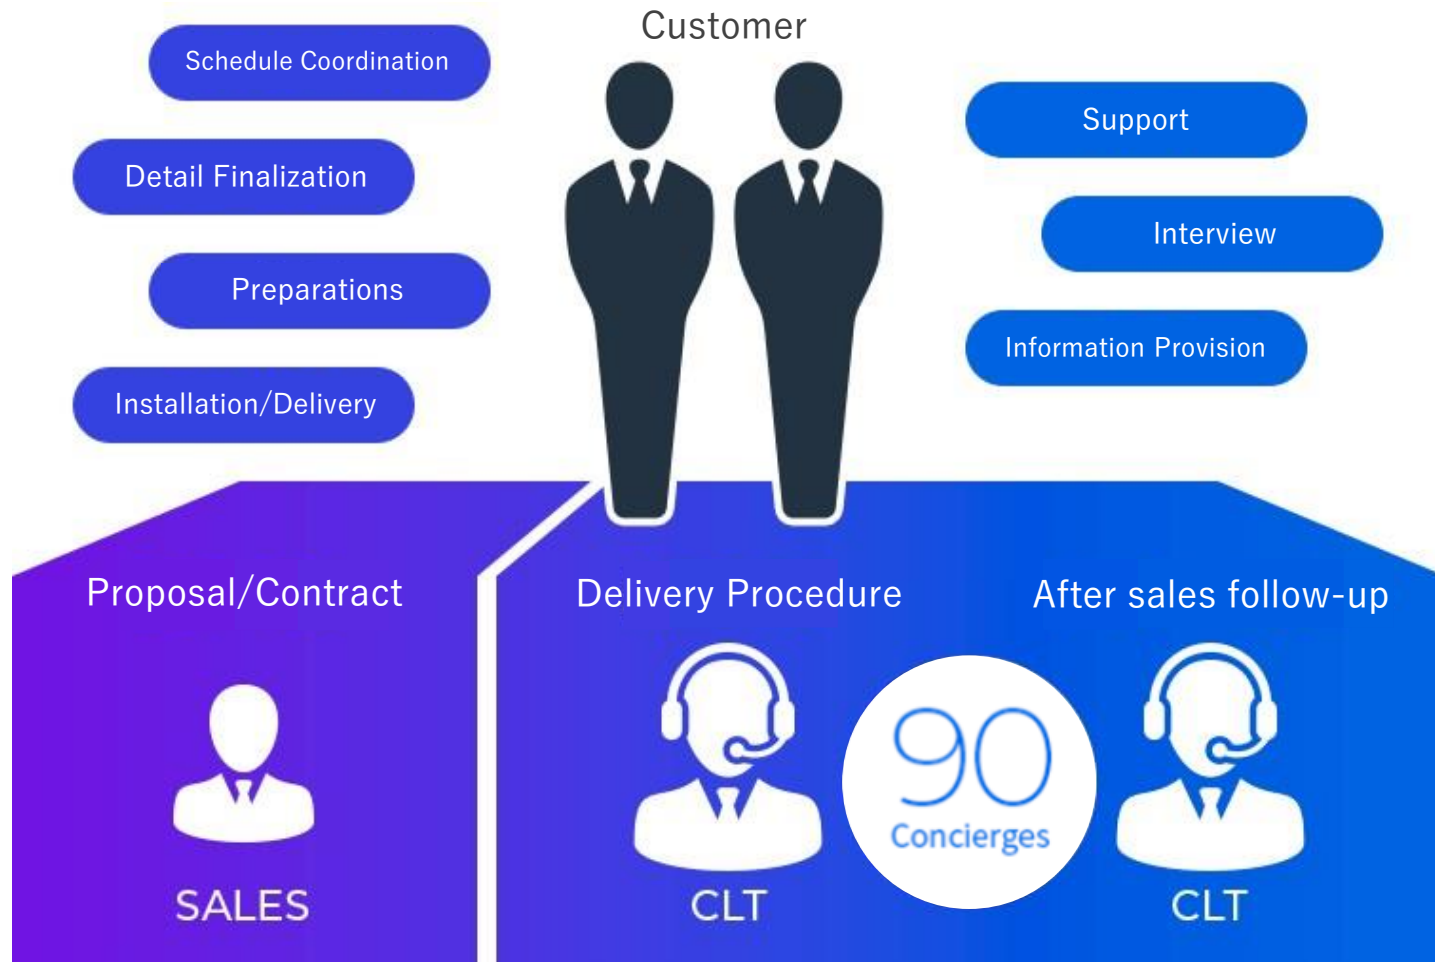 Customer
Schedule Coordination
Detail Finalization
Preparations
Installation/Delivery
Support
Interview
Information Provision
Proposal/Contract
SALES
Delivery Procedure
CLT
90
Concierges
After sales follow-up
CLT